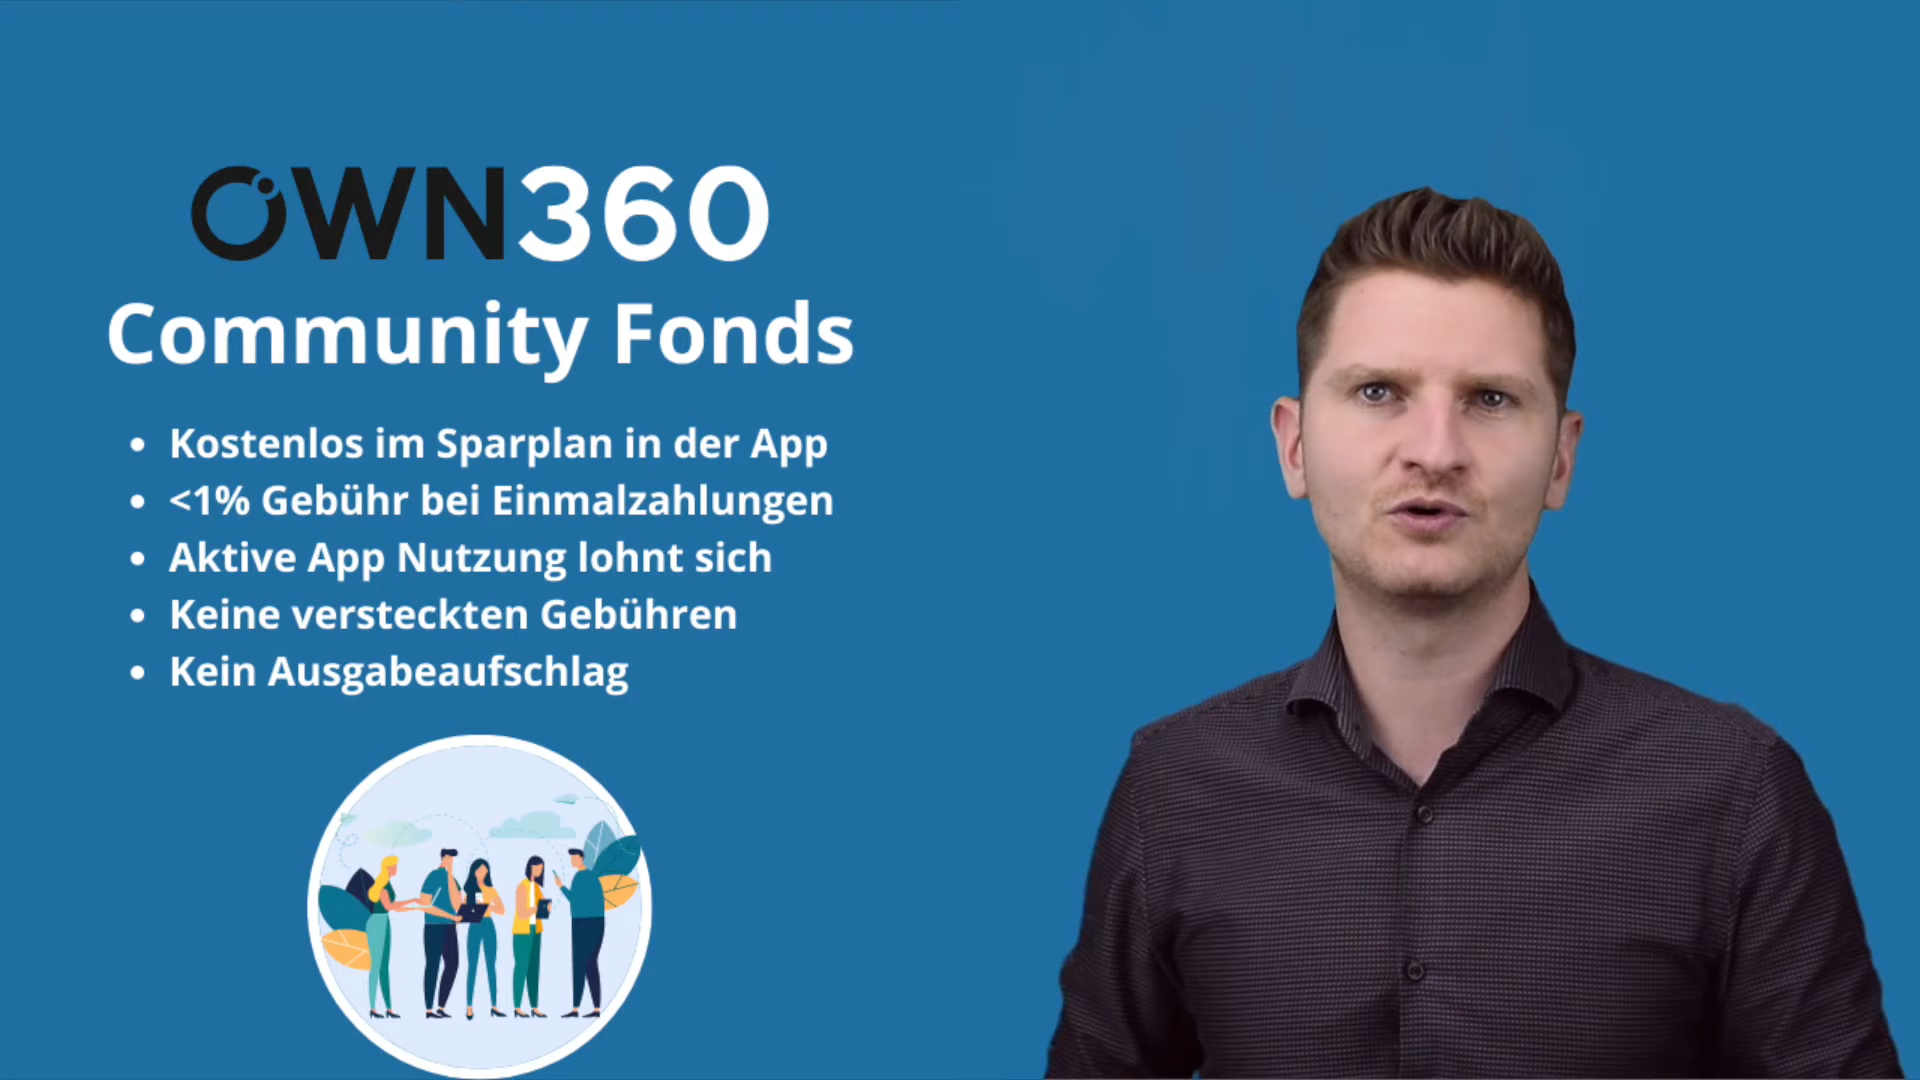 OWN360
Community Fonds
• Kostenlos im Sparplan in der App
• <1% Gebühr bei Einmalzahlungen
• Aktive App Nutzung lohnt sich
• Keine versteckten Gebühren
• Kein Ausgabeaufschlag